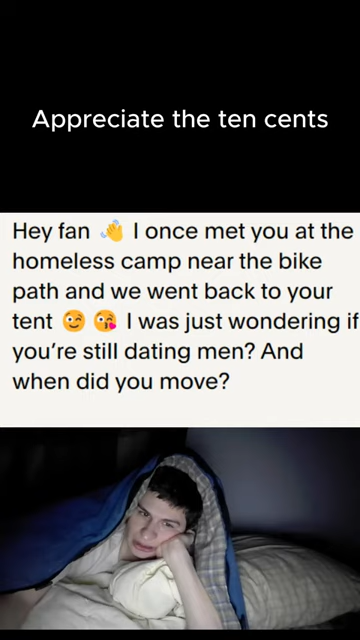 Appreciate the ten cents
Hey fan 👋 I once met you at the
homeless camp near the bike
path and we went back to your
tent 😉 😘 I was just wondering if
you're still dating men? And
when did you move?